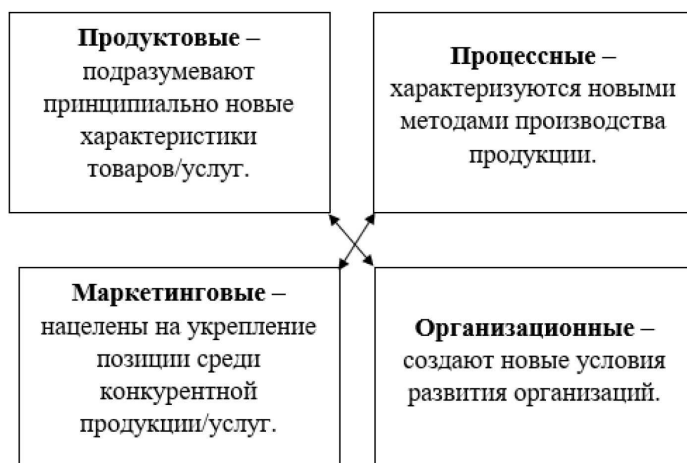 Продуктовые –
подразумевают
принципиально новые
характеристики
товаров/услуг.
Процессные –
характеризуются новыми
методами производства
продукции.
Маркетинговые –
нацелены на укрепление
позиции среди
конкурентной
продукции/услуг.
Организационные –
создают новые условия
развития организаций.